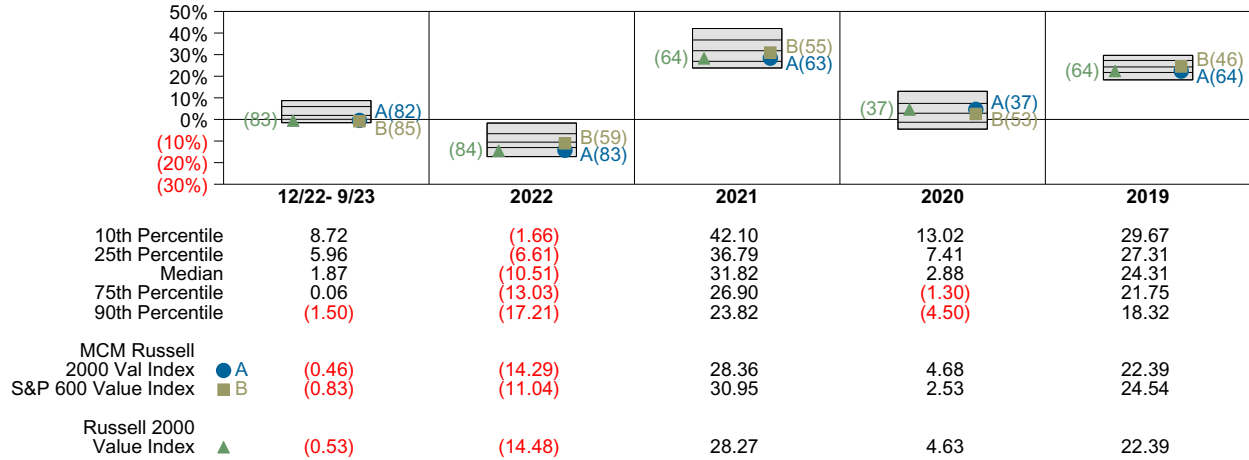 50%
40%
30%
20%
10%
0%
(10%)
(20%)
(30%)
(83)
A(82)
B(85)
(84)
B(59)
A(83)
(64)
B(55)
A(63)
(37)
A(37)
B(53)
(64)
B(46)
A(64)
12/22- 9/23 2022 2021 2020 2019
10th Percentile 8.72 (1.66) 42.10 13.02 29.67
25th Percentile 5.96 (6.61) 36.79 7.41 27.31
Median 1.87 (10.51) 31.82 2.88 24.31
75th Percentile 0.06 (13.03) 26.90 (1.30) 21.75
90th Percentile (1.50) (17.21) 23.82 (4.50) 18.32
MCM Russell
2000 Val Index A (0.46) (14.29) 28.36 4.68 22.39
S&P 600 Value Index B (0.83) (11.04) 30.95 2.53 24.54
Russell 2000
Value Index (0.53) (14.48) 28.27 4.63 22.39